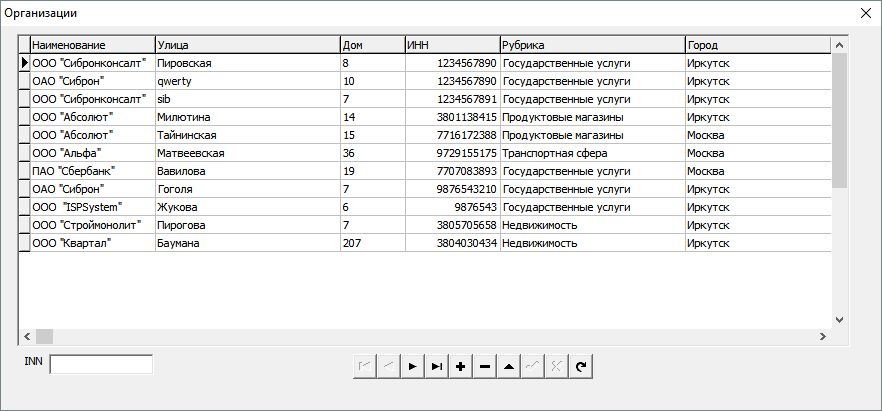 Организации
Наименование Улица Дом ИНН Рубрика Город
ООО "Сибронконсалт" Пировская 8 1234567890 Государственные услуги Иркутск
ОАО "Сиброн" qwerty 10 1234567890 Государственные услуги Иркутск
ООО "Сибронконсалт" sib 7 1234567891 Государственные услуги Иркутск
ООО "Абсолют" Милютина 14 3801138415 Продуктовые магазины Иркутск
ООО "Абсолют" Тайнинская 15 7716172388 Продуктовые магазины Москва
ООО "Альфа" Матвеевская 36 9729155175 Транспортная сфера Москва
ПАО "Сбербанк" Вавилова 19 7707083893 Государственные услуги Москва
ОАО "Сиброн" Гоголя 7 9876543210 Государственные услуги Иркутск
ООО "ISPSystem" Жукова 6 9876543 Государственные услуги Иркутск
ООО "Строймонолит" Пирогова 7 3805705658 Недвижимость Иркутск
ООО "Квартал" Баумана 207 3804030434 Недвижимость Иркутск
INN